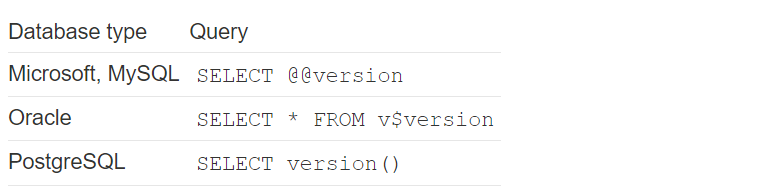 Database type Query
Microsoft, MySQL SELECT @@version
Oracle SELECT * FROM v$version
PostgreSQL SELECT version()